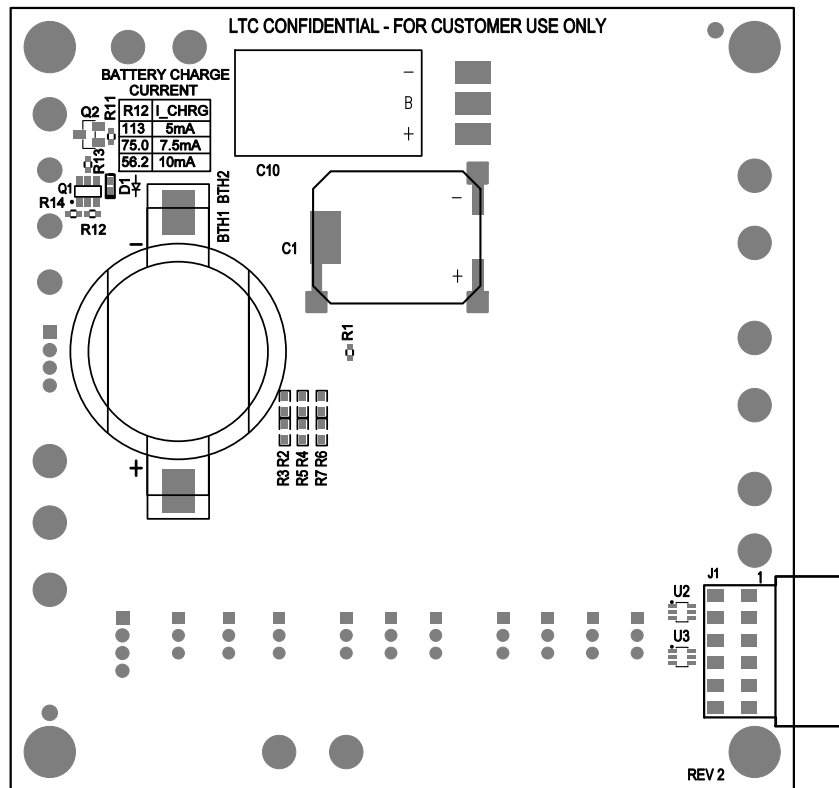 LTC CONFIDENTIAL - FOR CUSTOMER USE ONLY
BATTERY CHARGE
CURRENT
R12 I_CHRG
113 5mA
75.0 7.5mA
56.2 10mA
R11
Q2
R13
Q1
D1
R14
R12
BTH1 BTH2
−
+
−
B
+
C10
C1
−
+
R1
R3 R2
R5 R4
R7 R6
J1
1
U2
U3
REV 2